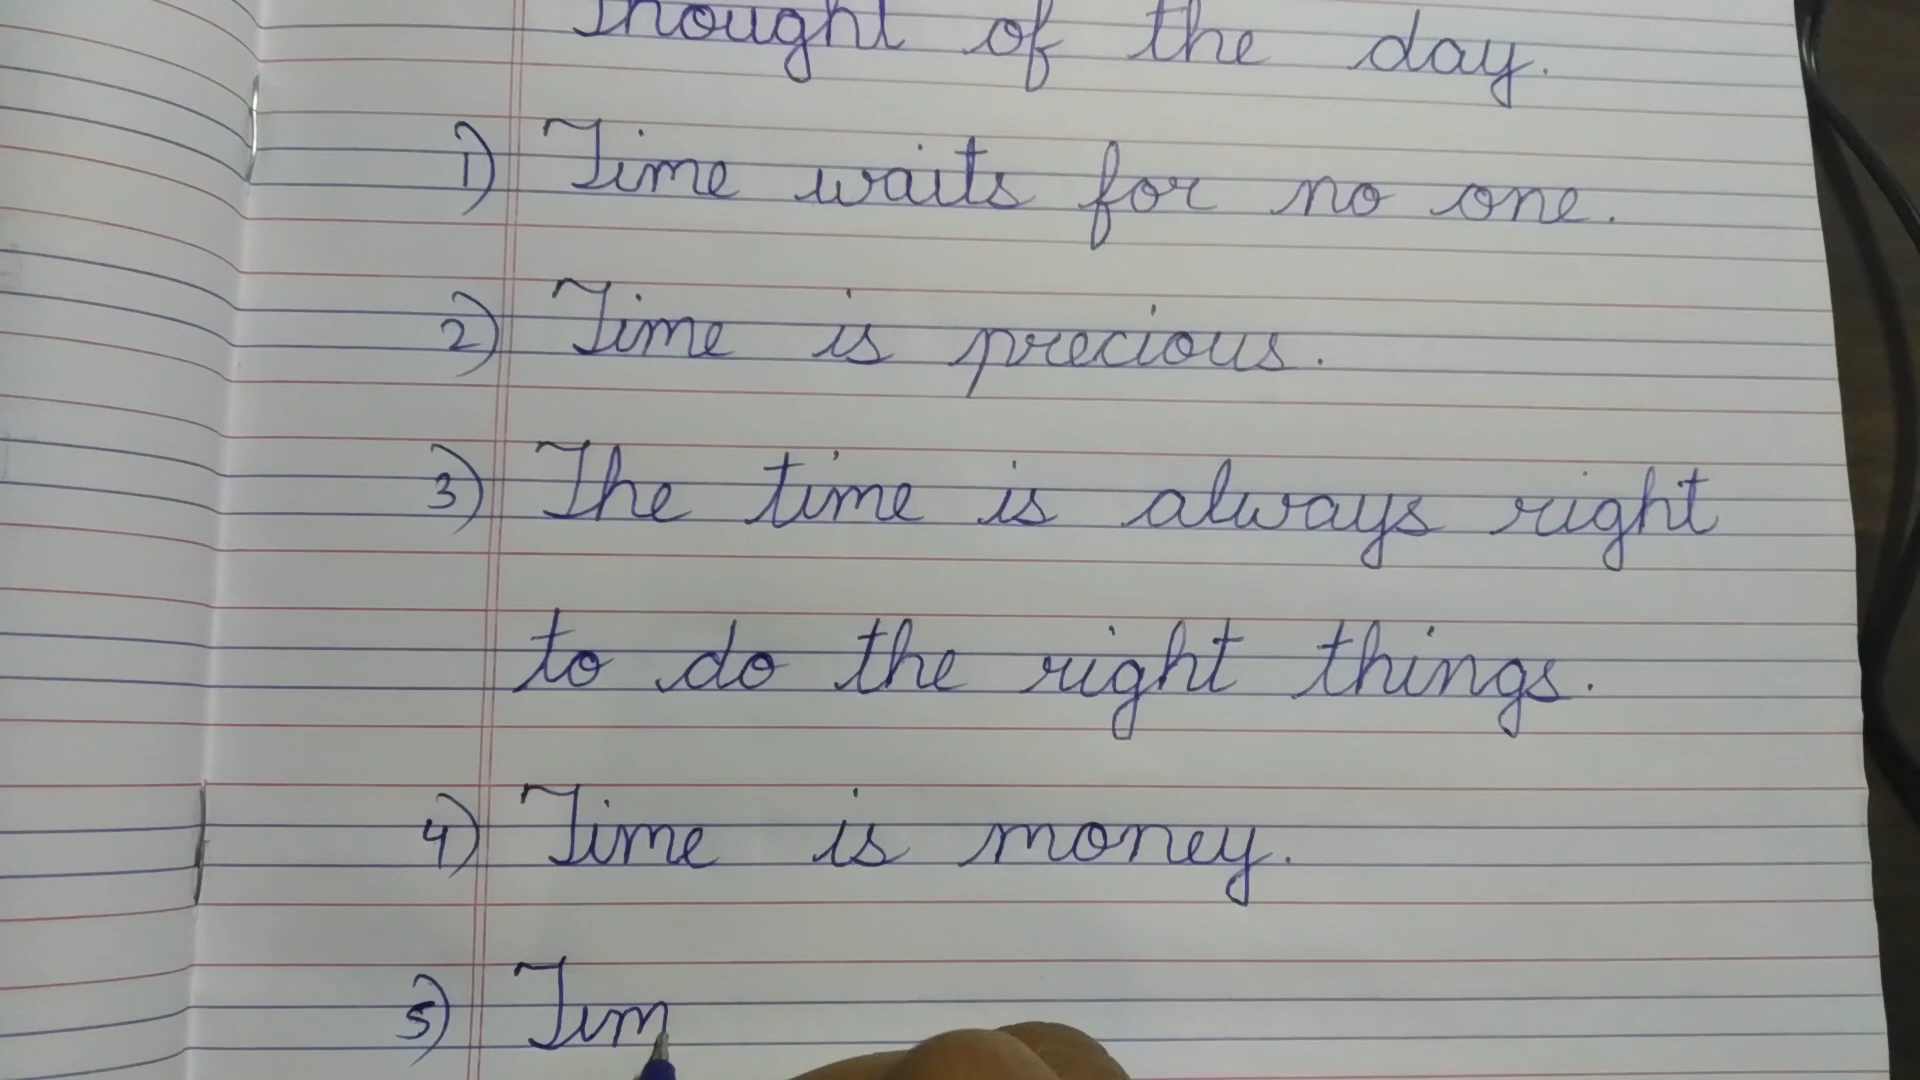 Thought of the day.
1) Time waits for no one.
2) Time is precious.
3) The time is always right
to do the right things.
4) Time is money.
5) Tim